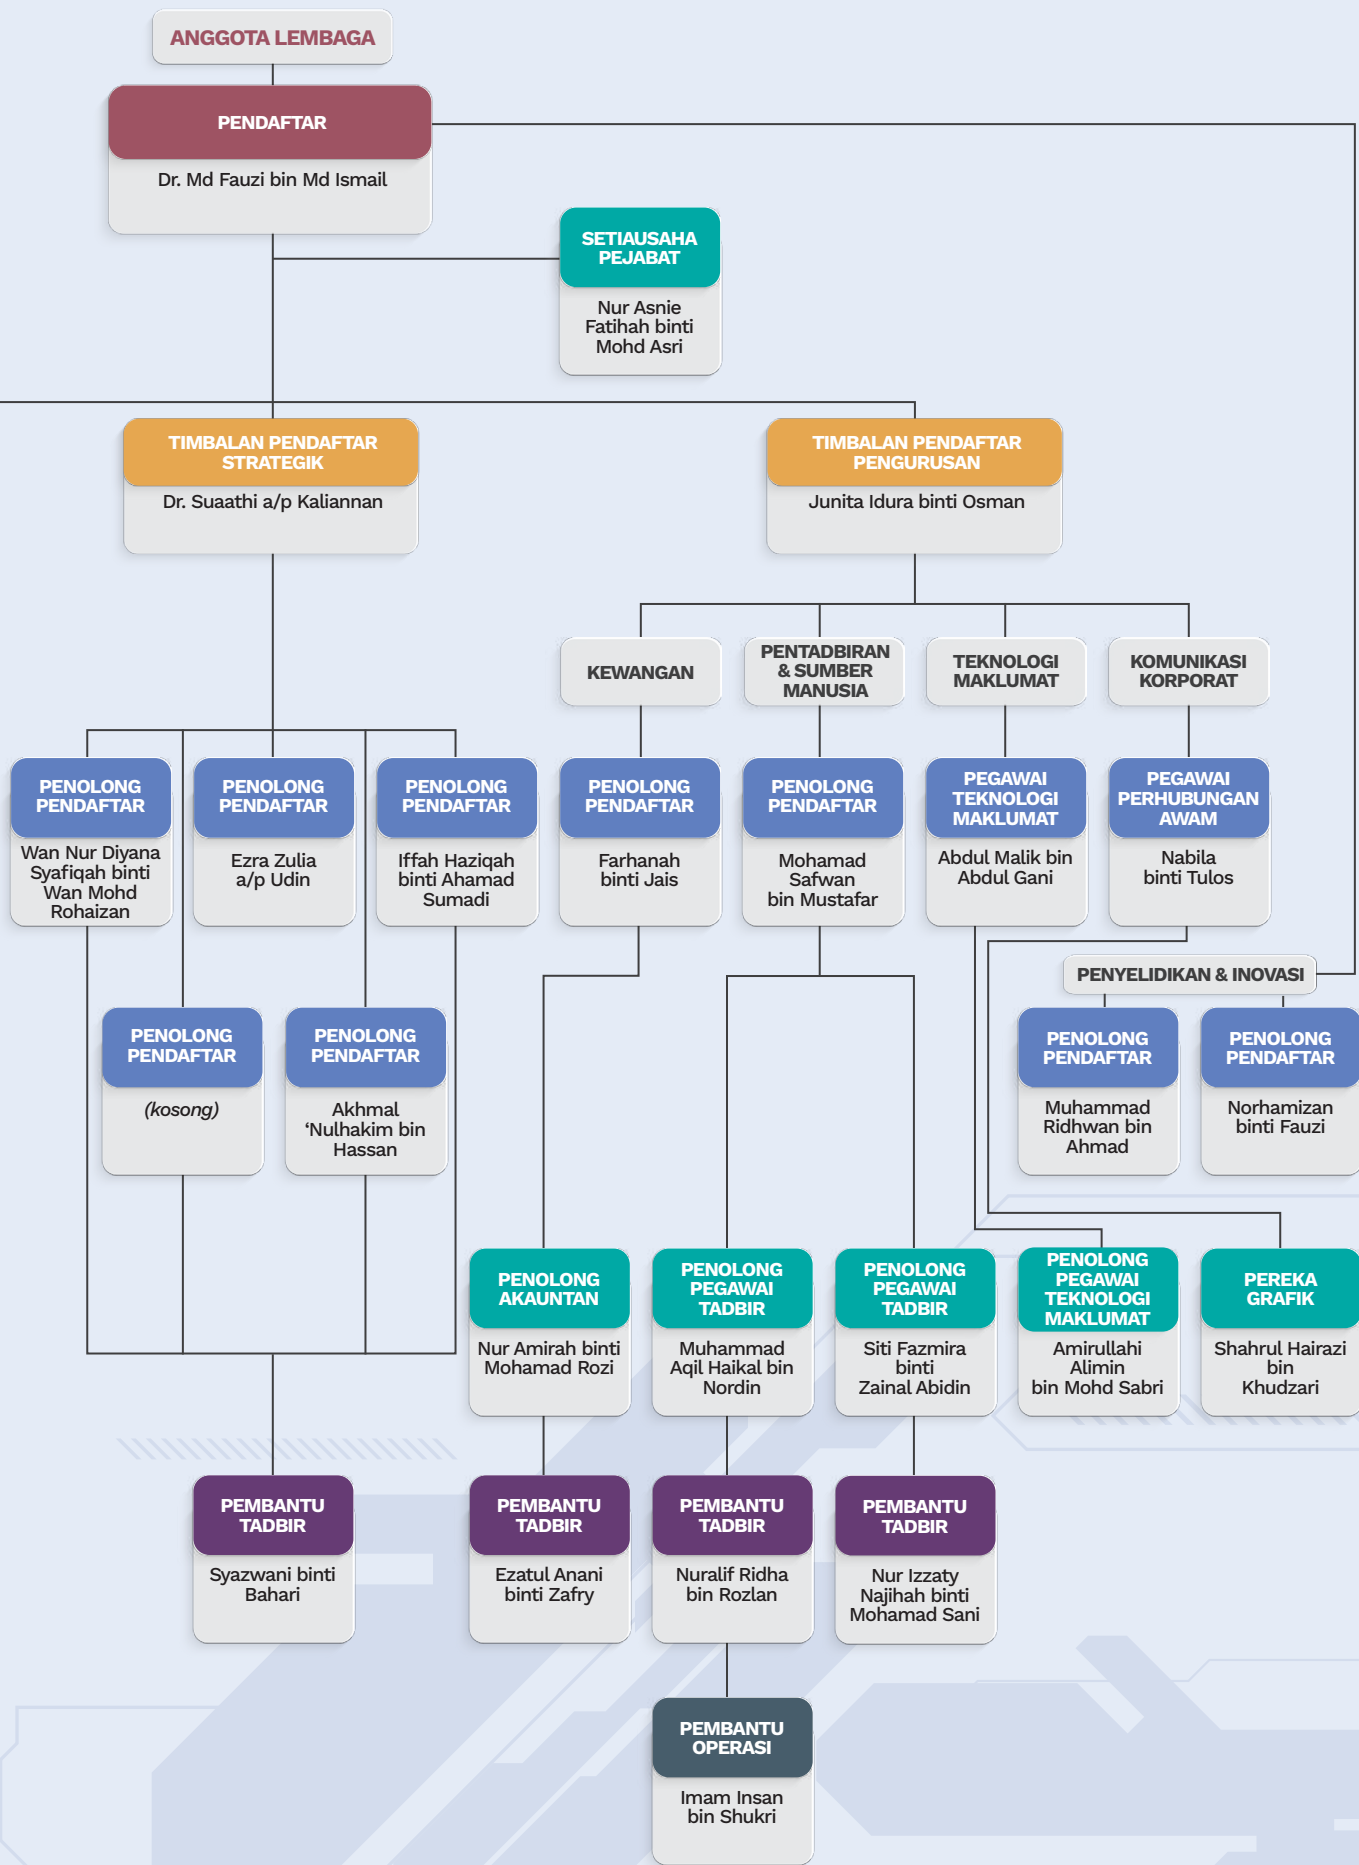 ANGGOTA LEMBAGA
PENDAFTAR
Dr. Md Fauzi bin Md Ismail
SETIAUSAHA
PEJABAT
Nur Asnie
Fatihah binti
Mohd Asri
TIMBALAN PENDAFTAR
STRATEGIK
Dr. Suaathi a/p Kaliannan
TIMBALAN PENDAFTAR
PENGURUSAN
Junita Idura binti Osman
KEWANGAN
PENTADBIRAN
& SUMBER
MANUSIA
TEKNOLOGI
MAKLUMAT
KOMUNIKASI
KORPORAT
PENOLONG
PENDAFTAR
Wan Nur Diyana
Syafiqah binti
Wan Mohd
Rohaizan
PENOLONG
PENDAFTAR
Ezra Zulia
a/p Udin
PENOLONG
PENDAFTAR
Iffah Haziqah
binti Ahamad
Sumadi
PENOLONG
PENDAFTAR
Farhanah
binti Jais
PENOLONG
PENDAFTAR
Mohamad
Safwan
bin Mustafar
PEGAWAI
TEKNOLOGI
MAKLUMAT
Abdul Malik bin
Abdul Gani
PEGAWAI
PERHUBUNGAN
AWAM
Nabila
binti Tulos
PENYELIDIKAN & INOVASI
PENOLONG
PENDAFTAR
(kosong)
PENOLONG
PENDAFTAR
Akhmal
‘Nulhakim bin
Hassan
PENOLONG
PENDAFTAR
Muhammad
Ridhwan bin
Ahmad
PENOLONG
PENDAFTAR
Norhamizan
binti Fauzi
PENOLONG
AKAUNTAN
Nur Amirah binti
Mohamad Rozi
PENOLONG
PEGAWAI
TADBIR
Muhammad
Aqil Haikal bin
Nordin
PENOLONG
PEGAWAI
TADBIR
Siti Fazmira
binti
Zainal Abidin
PENOLONG
PEGAWAI
TEKNOLOGI
MAKLUMAT
Amirullahi
Alimin
bin Mohd Sabri
PEREKA
GRAFIK
Shahrul Hairazi
bin
Khudzari
PEMBANTU
TADBIR
Syazwani binti
Bahari
PEMBANTU
TADBIR
Ezatul Anani
binti Zafry
PEMBANTU
TADBIR
Nuralif Ridha
bin Rozlan
PEMBANTU
TADBIR
Nur Izzaty
Najihah binti
Mohamad Sani
PEMBANTU
OPERASI
Imam Insan
bin Shukri